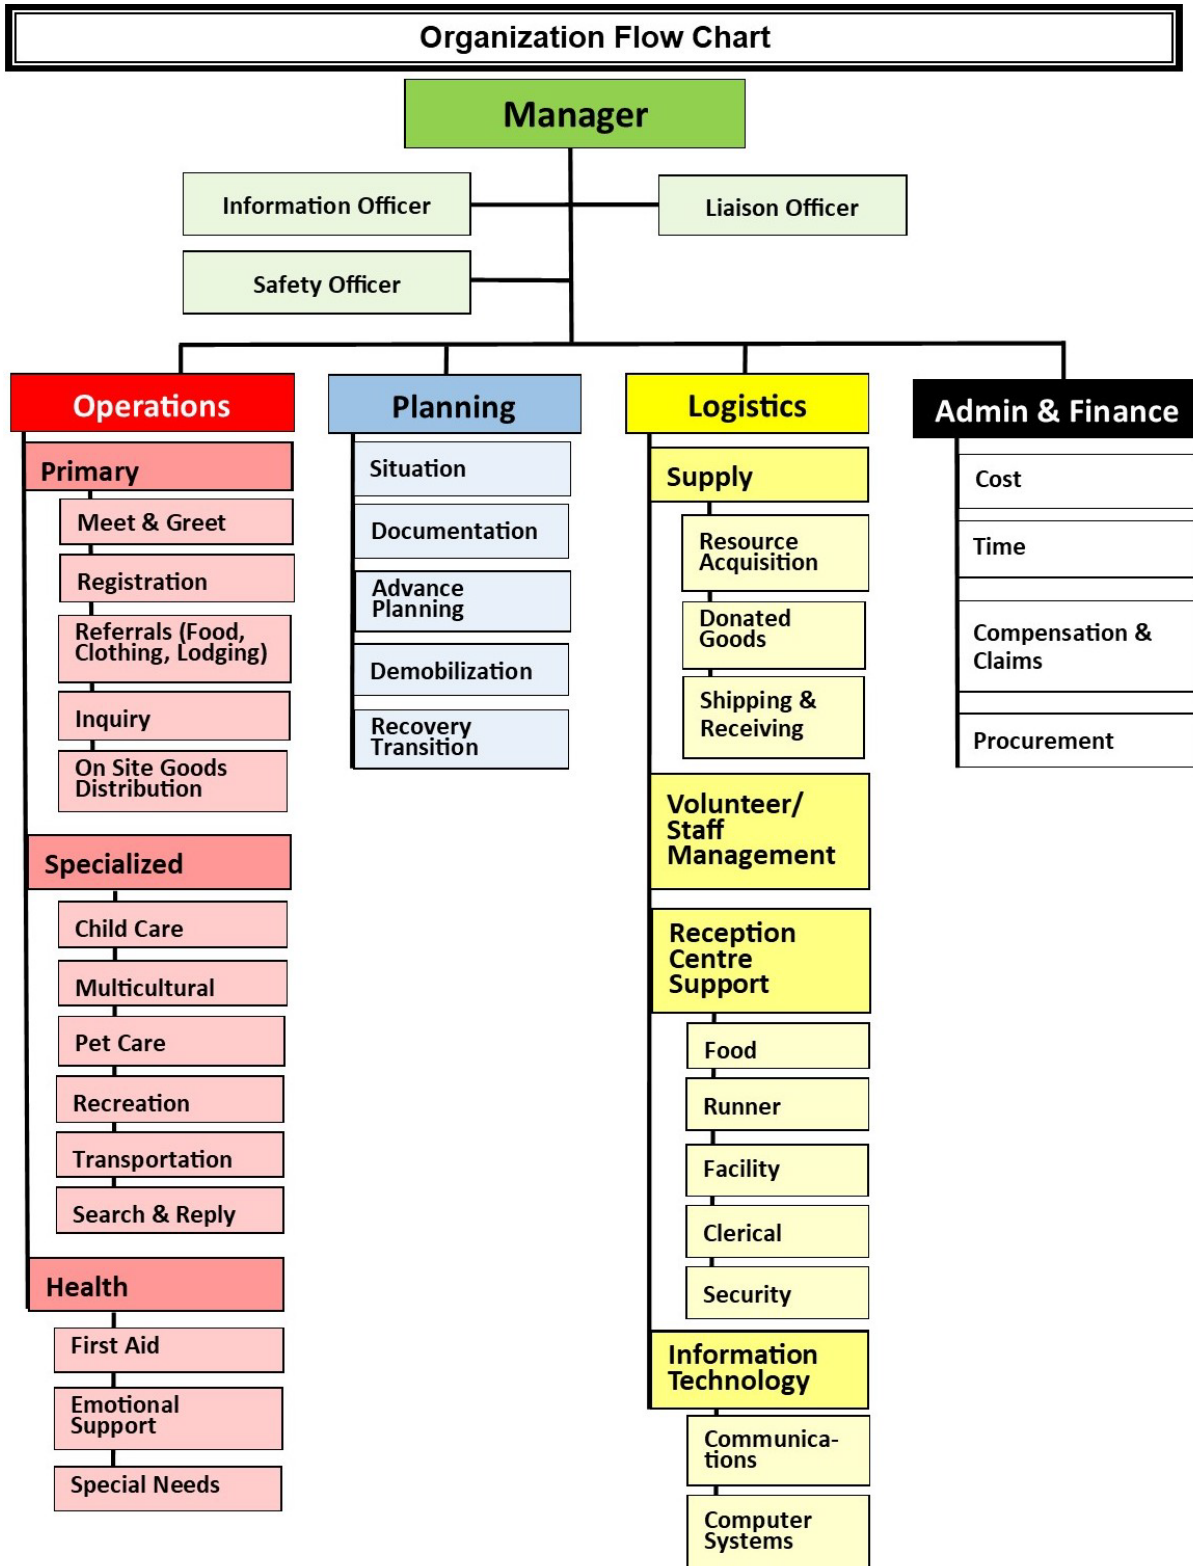 Organization Flow Chart
Manager
Information Officer
Liaison Officer
Safety Officer
Operations
Primary
Meet & Greet
Registration
Referrals (Food,
Clothing, Lodging)
Inquiry
On Site Goods
Distribution
Specialized
Child Care
Multicultural
Pet Care
Recreation
Transportation
Search & Reply
Health
First Aid
Emotional
Support
Special Needs
Planning
Situation
Documentation
Advance
Planning
Demobilization
Recovery
Transition
Logistics
Supply
Resource
Acquisition
Donated
Goods
Shipping &
Receiving
Volunteer/
Staff
Management
Reception
Centre
Support
Food
Runner
Facility
Clerical
Security
Information
Technology
Communica-
tions
Computer
Systems
Admin & Finance
Cost
Time
Compensation &
Claims
Procurement